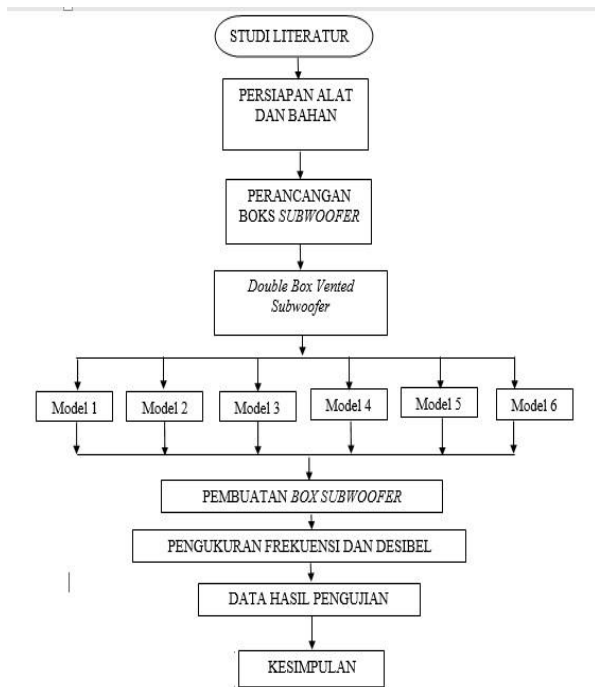 STUDI LITERATUR
PERSIAPAN ALAT
DAN BAHAN
PERANCANGAN
BOKS SUBWOOFER
Double Box Vented
Subwoofer
Model 1
Model 2
Model 3
Model 4
Model 5
Model 6
PEMBUATAN BOX SUBWOOFER
PENGUKURAN FREKUENSI DAN DESIBEL
DATA HASIL PENGUJIAN
KESIMPULAN